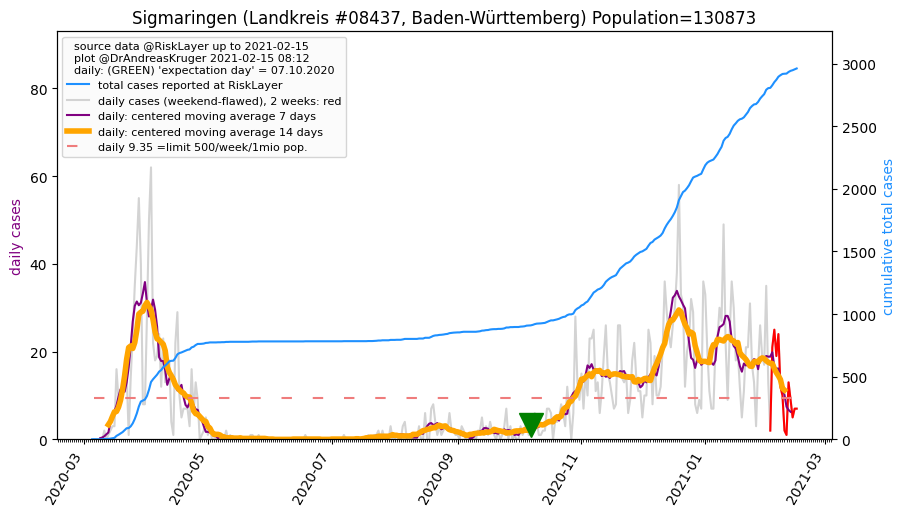 Sigmaringen (Landkreis #08437, Baden-Württemberg) Population=130873
source data @RiskLayer up to 2021-02-15
plot @DrAndreasKruger 2021-02-15 08:12
daily: (GREEN) 'expectation day' = 07.10.2020
total cases reported at RiskLayer
daily cases (weekend-flawed), 2 weeks: red
daily: centered moving average 7 days
daily: centered moving average 14 days
daily 9.35 =limit 500/week/1mio pop.
daily cases
80
60
40
20
0
cumulative total cases
3000
2500
2000
1500
1000
500
0
2020-03
2020-05
2020-07
2020-09
2020-11
2021-01
2021-03